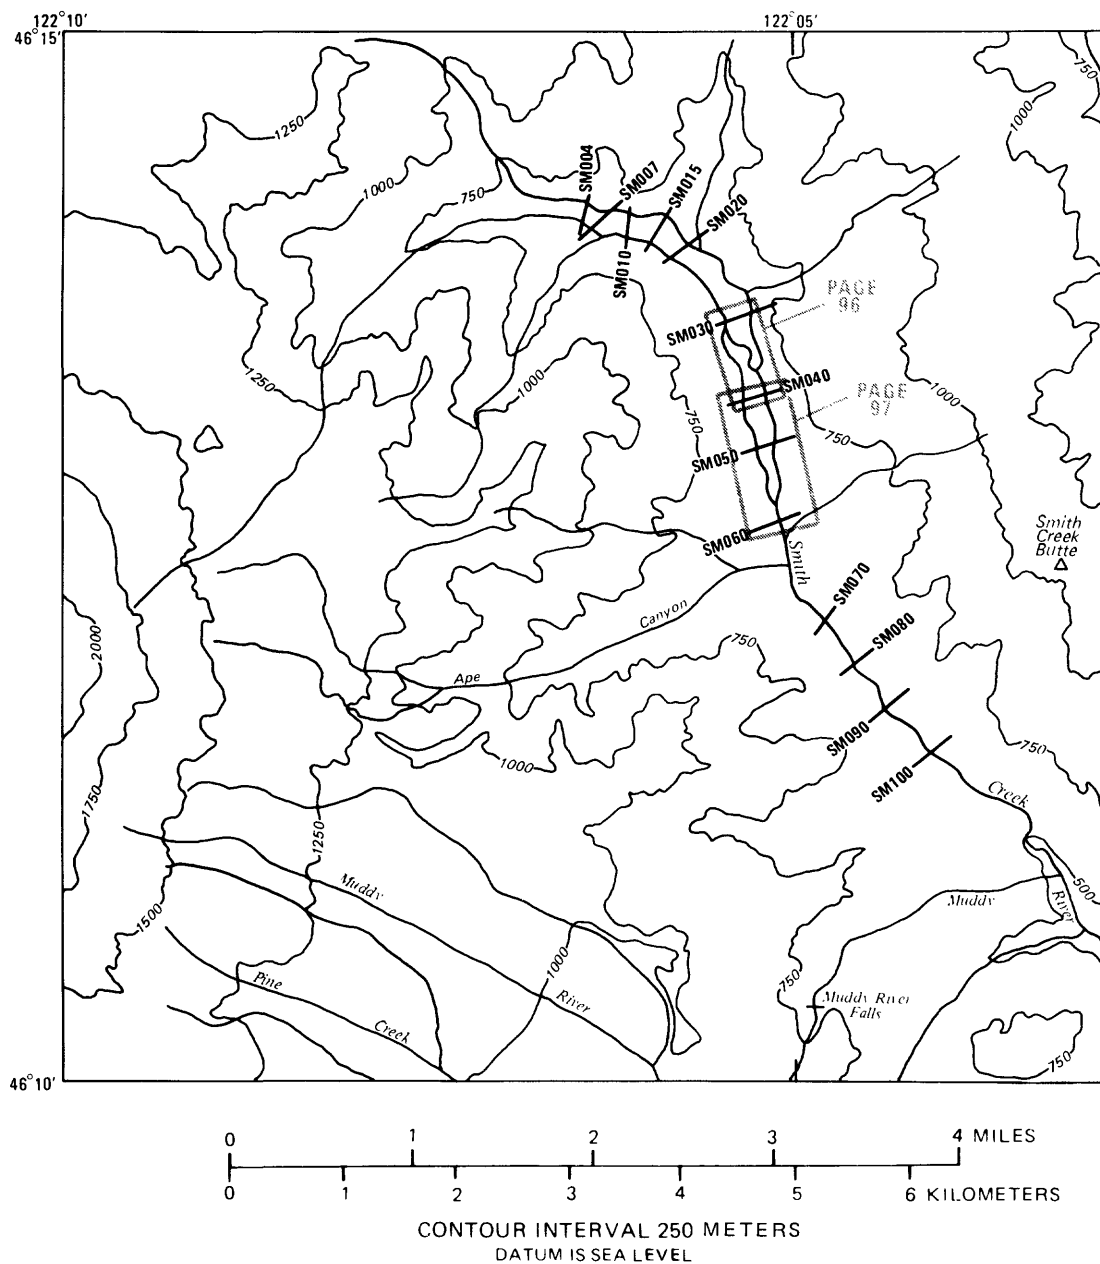 122°10'
122°05'
46°15'
750
1250
1000
1000
750
SM004
SM007
SM015
SM020
SM010
PAGE
96
SM030
1250
1000
SM040
PAGE
97
1000
750
750
SM050
Smith
Creek
Butte
SM060
Smith
SM070
Canyon
SM080
2000
750
Ape
SM090
750
1000
SM100
Creek
1750
1250
Muddy
500
Muddy
River
1500
1000
Pine
River
750
Muddy River
Falls
Creek
750
46°10'
0 1 2 3 4 MILES
0 1 2 3 4 5 6 KILOMETERS
CONTOUR INTERVAL 250 METERS
DATUM IS SEA LEVEL